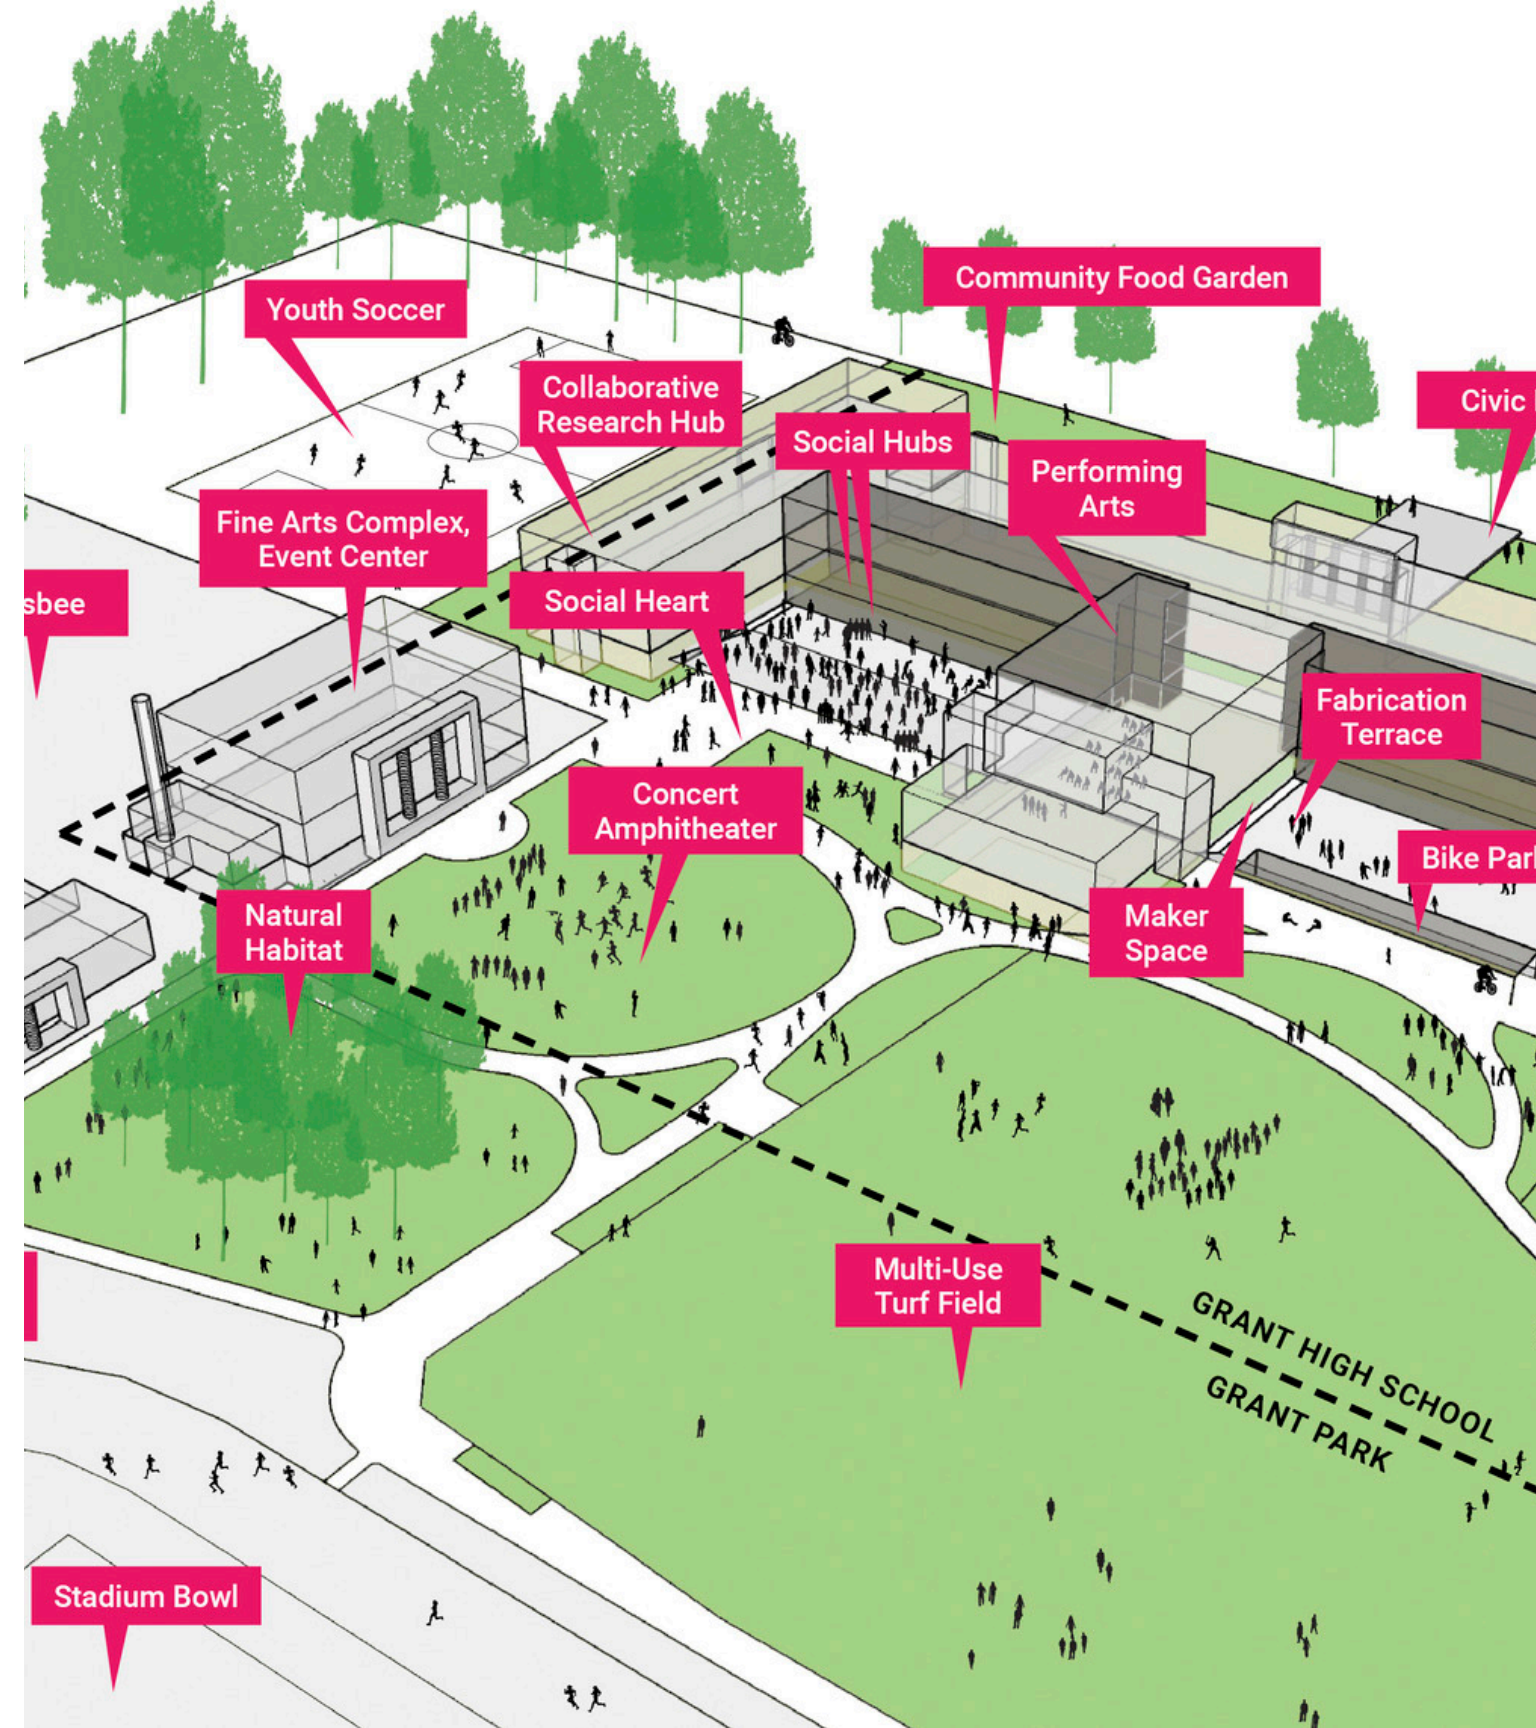 Community Food Garden
Youth Soccer
Collaborative
Research Hub
Civic
Social Hubs
Performing
Arts
Fine Arts Complex,
Event Center
sbee
Social Heart
Fabrication
Terrace
Concert
Amphitheater
Bike Par
Natural
Habitat
Maker
Space
Multi-Use
Turf Field
GRANT HIGH SCHOOL
GRANT PARK
Stadium Bowl